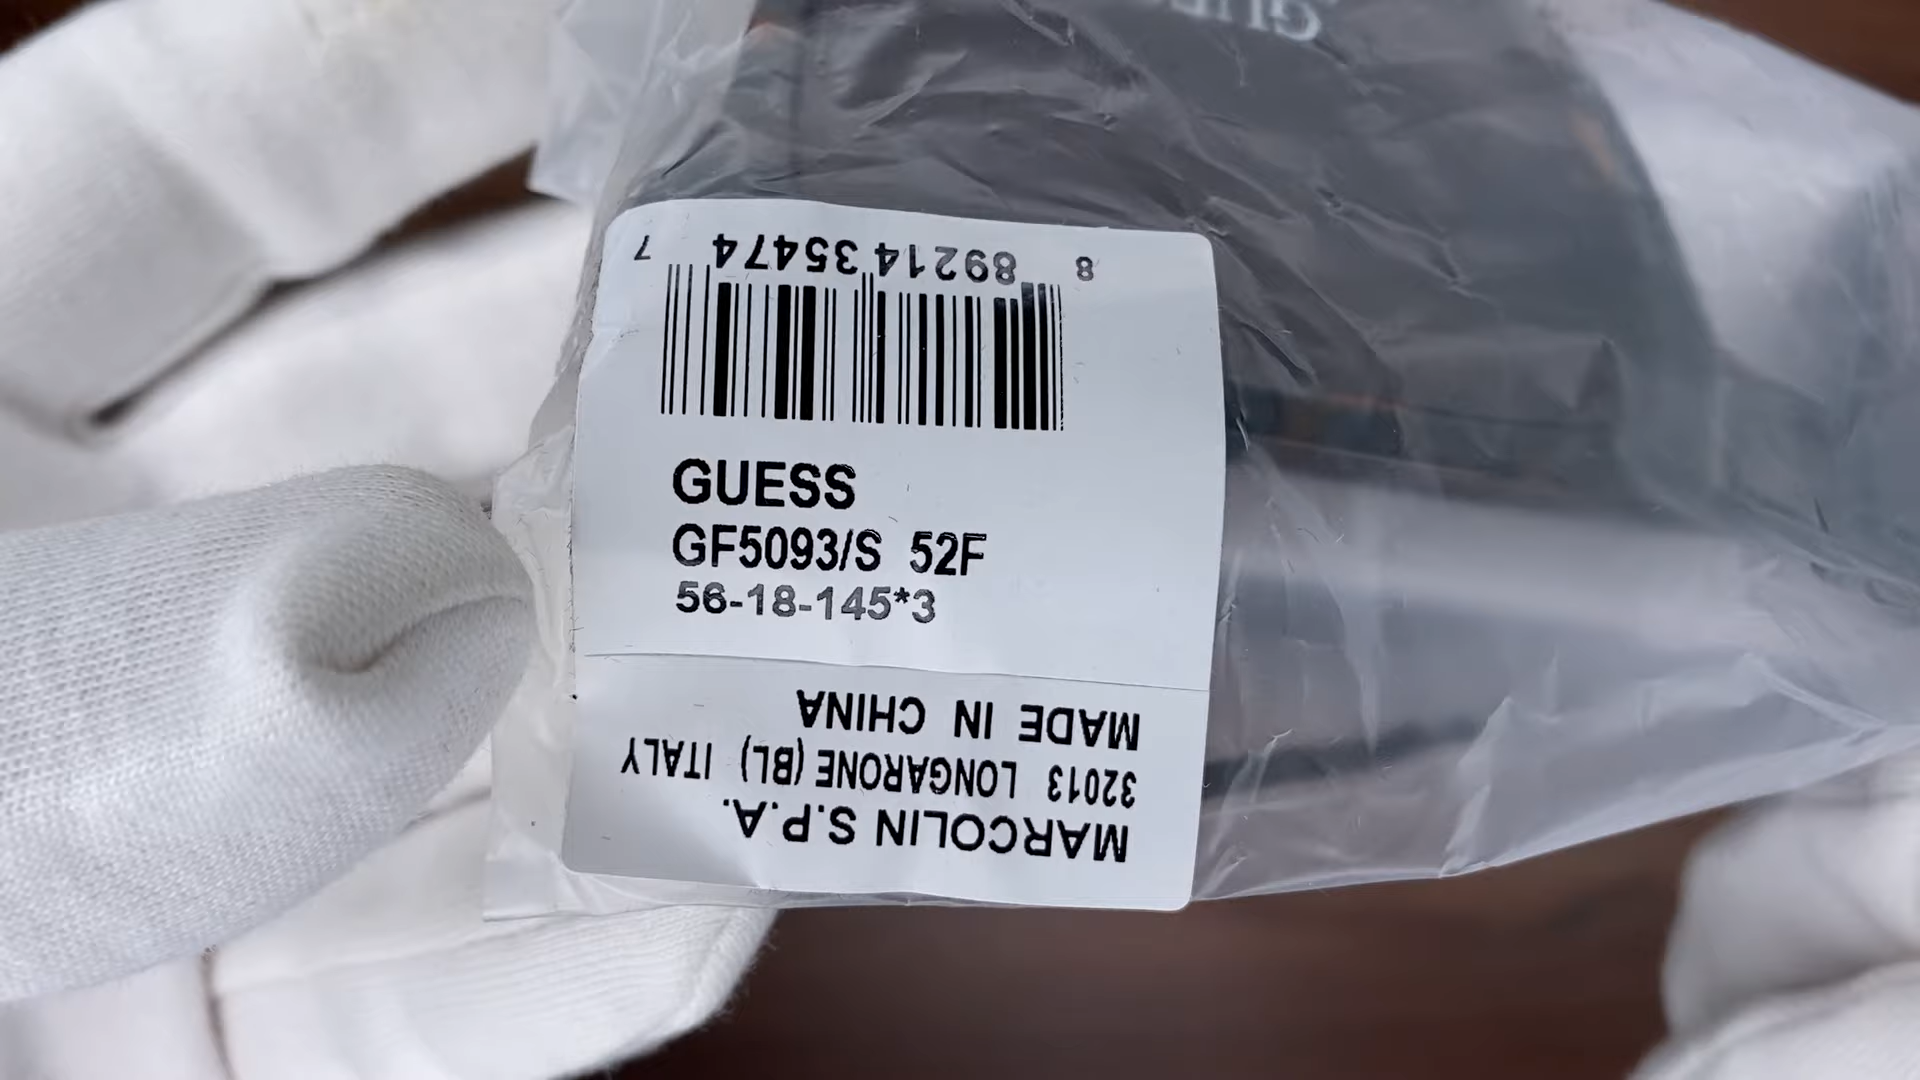 GUESS
8 89214 35474 7
GUESS
GF5093/S 52F
56-18-145*3
MARCOLIN S.P.A.
32013 LONGARONE (BL) ITALY
MADE IN CHINA